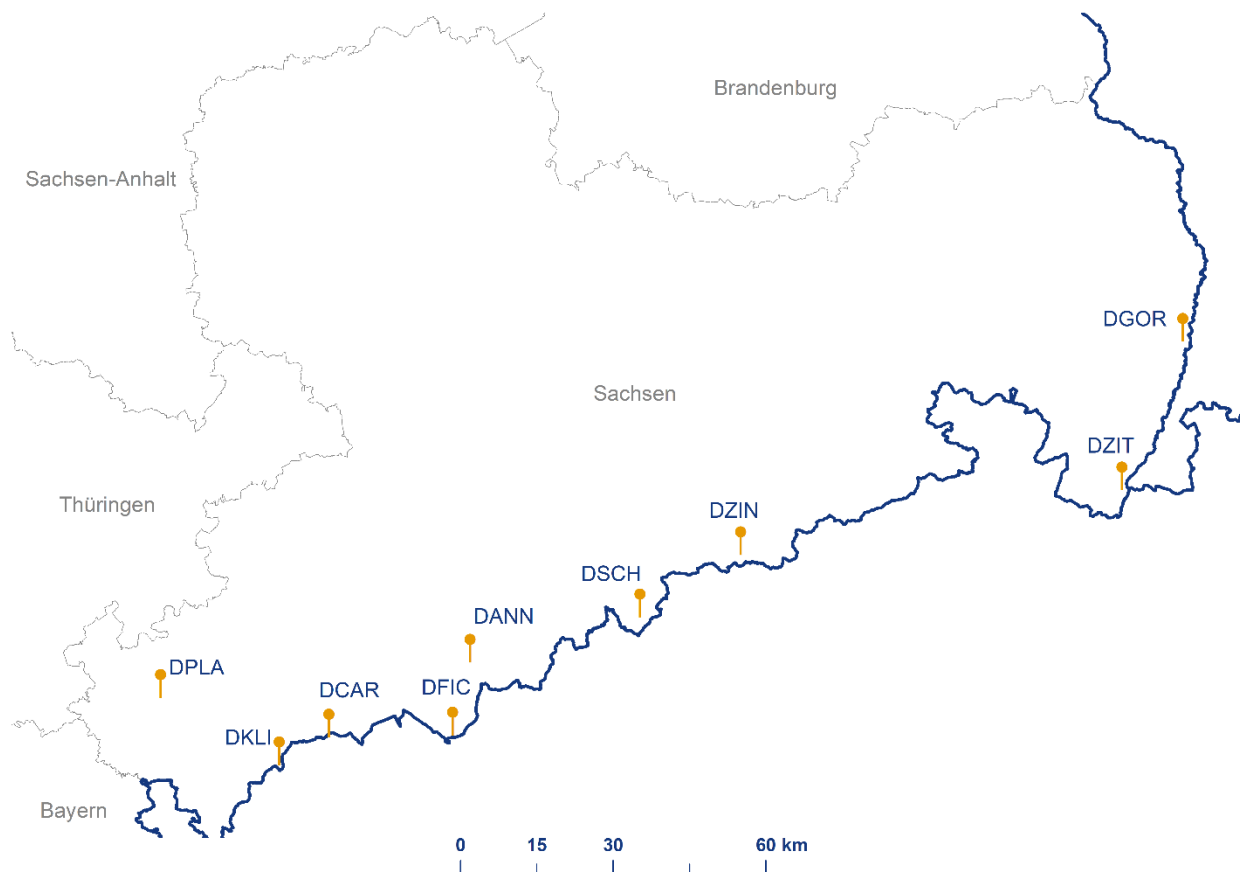 Brandenburg
Sachsen-Anhalt
DGOR
Sachsen
DZIT
Thüringen
DZIN
DSCH
DANN
DPLA
DCAR
DFIC
DKLI
Bayern
0 15 30 60 km